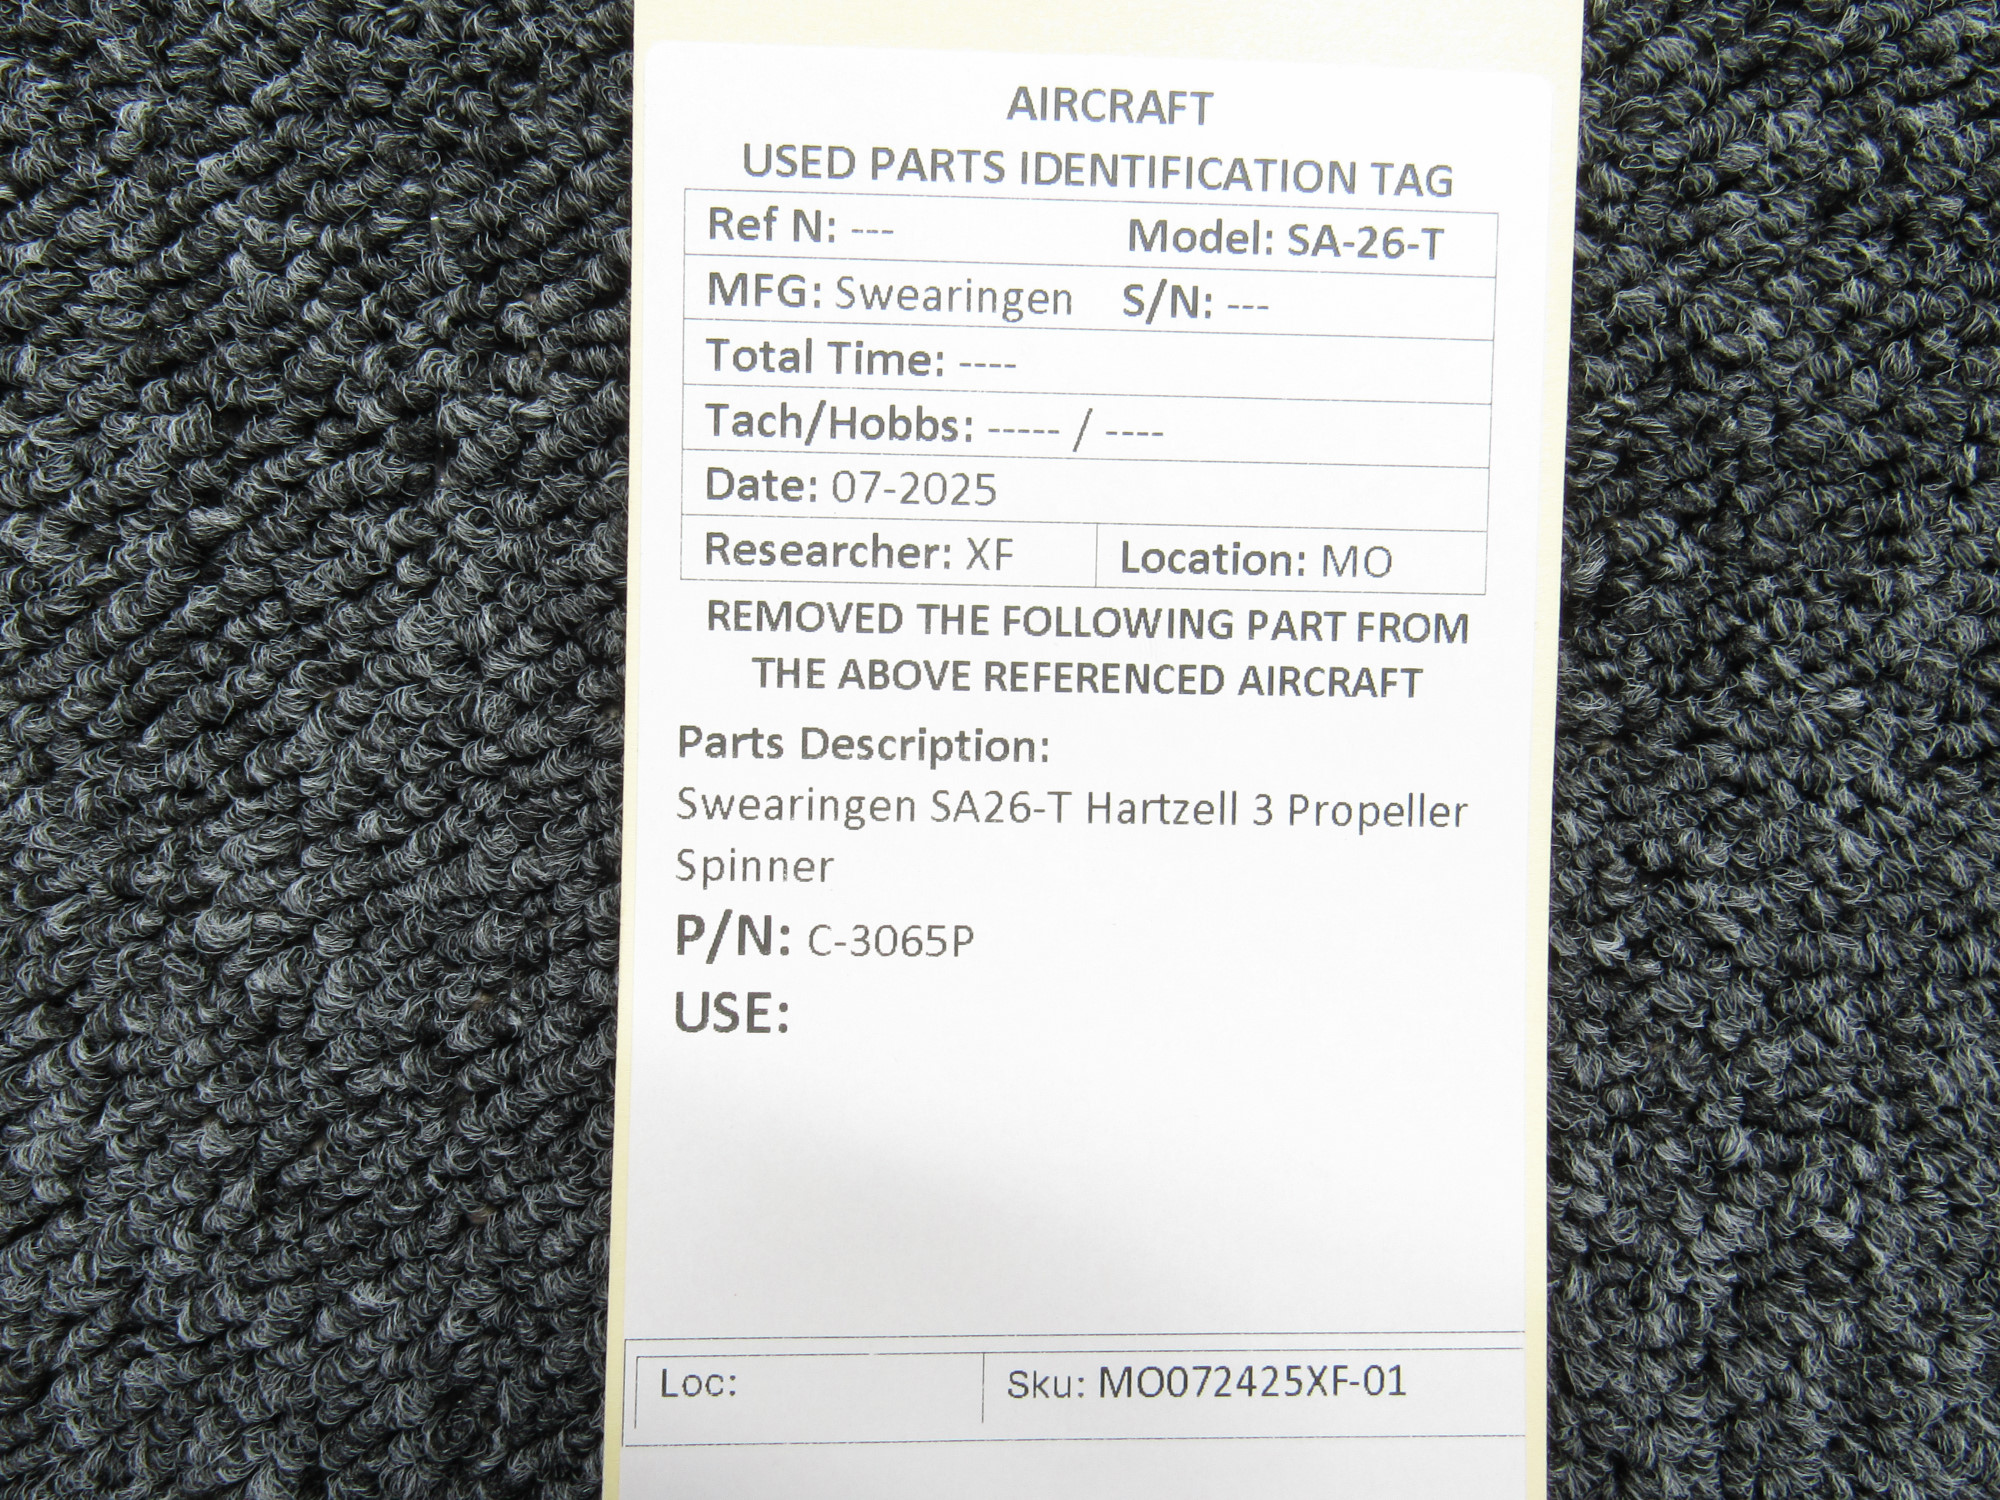 AIRCRAFT
USED PARTS IDENTIFICATION TAG
Ref N: --- Model: SA-26-T
MFG: Swearingen S/N: ---
Total Time: ----
Tach/Hobbs: ----- / ----
Date: 07-2025
Researcher: XF Location: MO
REMOVED THE FOLLOWING PART FROM
THE ABOVE REFERENCED AIRCRAFT
Parts Description:
Swearingen SA26-T Hartzell 3 Propeller
Spinner
P/N: C-3065P
USE:
Loc: Sku: MO072425XF-01